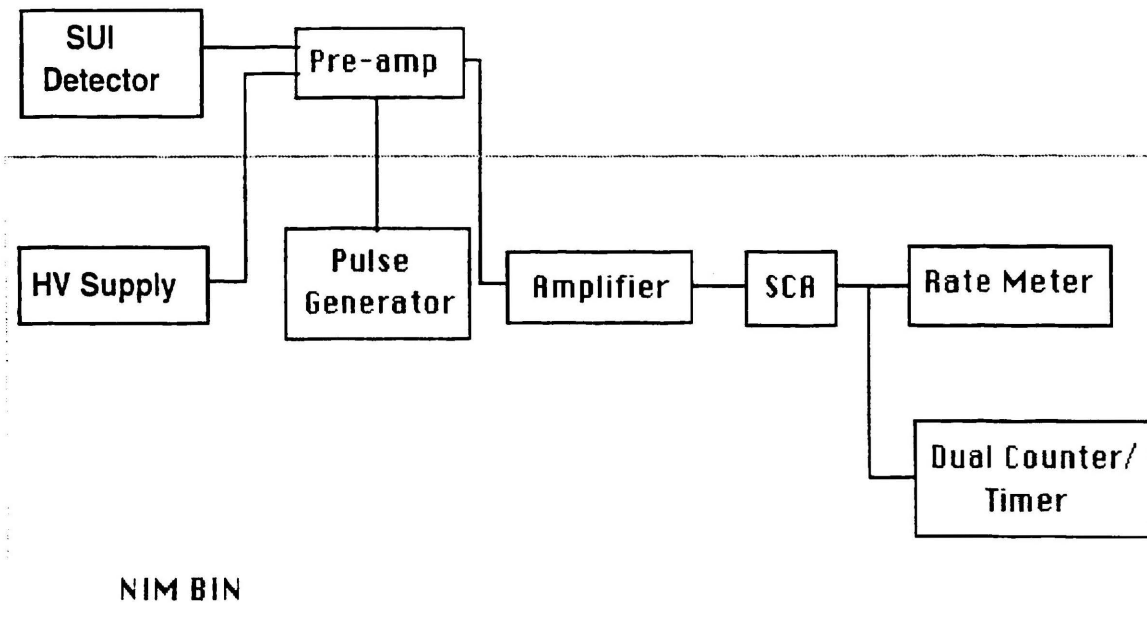 SUI
Detector
Pre-amp
HV Supply
Pulse
Generator
Amplifier
SCA
Rate Meter
Dual Counter/
Timer
NIM BIN